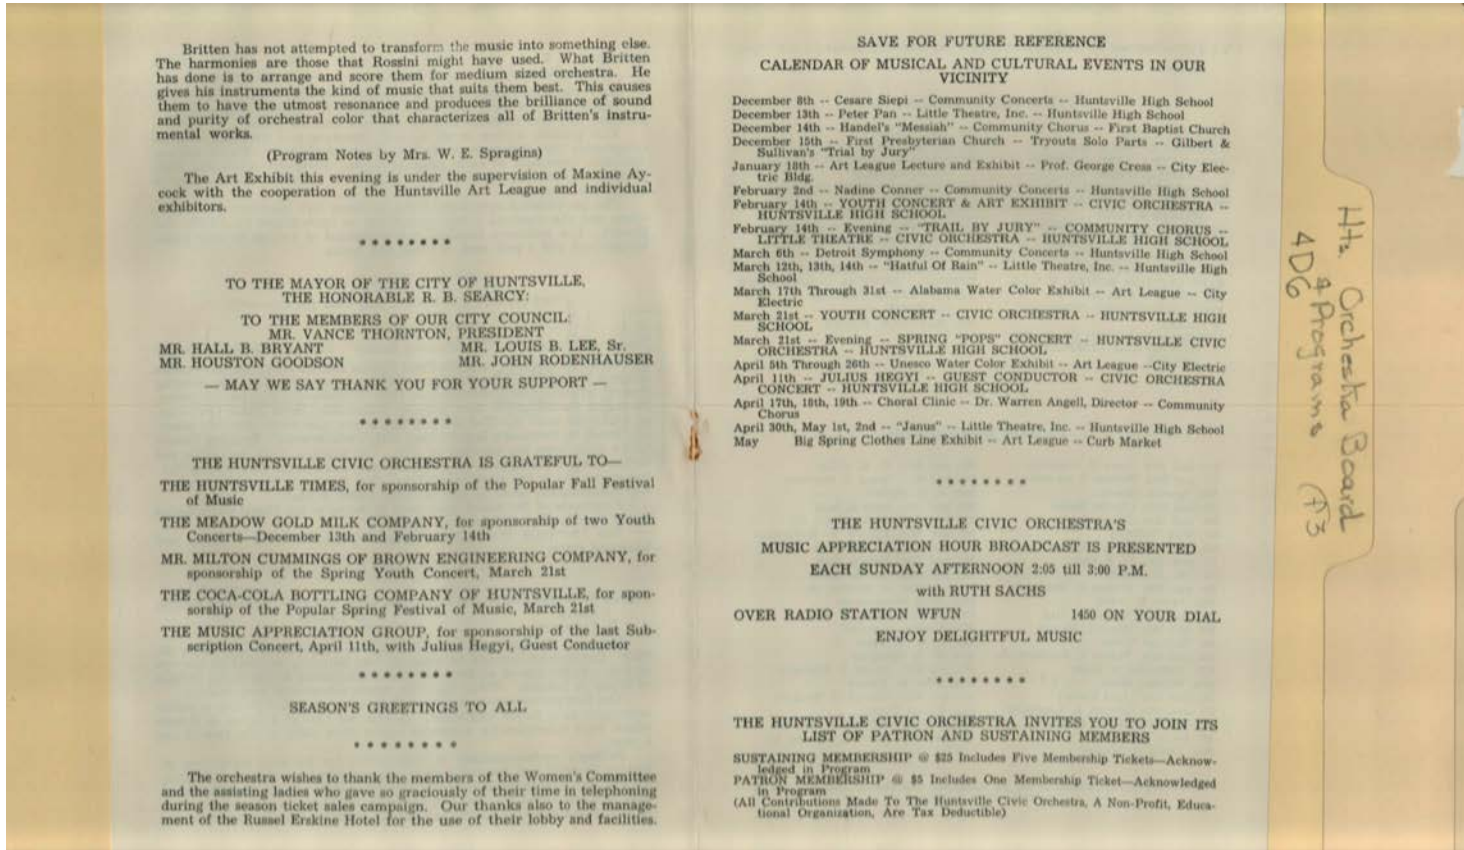 Britten has not attempted to transform the music into something else.
The harmonies are those that Rossini might have used. What Britten
has done is to arrange and score them for medium sized orchestra. He
gives his instruments the kind of music that suits them best. This causes
them to have the utmost resonance and produces the brilliance of sound
and purity of orchestral color that characterizes all of Britten's instru-
mental works.
(Program Notes by Mrs. W. E. Spragins)
The Art Exhibit this evening is under the supervision of Maxine Ay-
cock with the cooperation of the Huntsville Art League and individual
exhibitors.
* * * * * * * *
TO THE MAYOR OF THE CITY OF HUNTSVILLE,
THE HONORABLE R. B. SEARCY:
TO THE MEMBERS OF OUR CITY COUNCIL:
MR. VANCE THORNTON, PRESIDENT
MR. HALL B. BRYANT MR. LOUIS B. LEE, Sr.
MR. HOUSTON GOODSON MR. JOHN RODENHAUSER
— MAY WE SAY THANK YOU FOR YOUR SUPPORT —
* * * * * * * *
THE HUNTSVILLE CIVIC ORCHESTRA IS GRATEFUL TO—
THE HUNTSVILLE TIMES, for sponsorship of the Popular Fall Festival
of Music
THE MEADOW GOLD MILK COMPANY, for sponsorship of two Youth
Concerts—December 13th and February 14th
MR. MILTON CUMMINGS OF BROWN ENGINEERING COMPANY, for
sponsorship of the Spring Youth Concert, March 21st
THE COCA-COLA BOTTLING COMPANY OF HUNTSVILLE, for spon-
sorship of the Popular Spring Festival of Music, March 21st
THE MUSIC APPRECIATION GROUP, for sponsorship of the last Sub-
scription Concert, April 11th, with Julius Hegyi, Guest Conductor
* * * * * * * *
SEASON'S GREETINGS TO ALL
* * * * * * * *
The orchestra wishes to thank the members of the Women's Committee
and the assisting ladies who gave so graciously of their time in telephoning
during the season ticket sales campaign. Our thanks also to the manage-
ment of the Russel Erskine Hotel for the use of their lobby and facilities.
SAVE FOR FUTURE REFERENCE
CALENDAR OF MUSICAL AND CULTURAL EVENTS IN OUR
VICINITY
December 8th -- Cesare Siepi -- Community Concerts -- Huntsville High School
December 13th -- Peter Pan -- Little Theatre, Inc. -- Huntsville High School
December 14th -- Handel's "Messiah" -- Community Chorus -- First Baptist Church
December 15th -- First Presbyterian Church -- Tryouts Solo Parts -- Gilbert &
Sullivan's "Trial by Jury"
January 18th -- Art League Lecture and Exhibit -- Prof. George Cress -- City Elec-
tric Bldg.
February 2nd -- Nadine Conner -- Community Concerts -- Huntsville High School
February 14th -- YOUTH CONCERT & ART EXHIBIT -- CIVIC ORCHESTRA --
HUNTSVILLE HIGH SCHOOL
February 14th -- Evening -- "TRAIL BY JURY" -- COMMUNITY CHORUS --
LITTLE THEATRE -- CIVIC ORCHESTRA -- HUNTSVILLE HIGH SCHOOL
March 6th -- Detroit Symphony -- Community Concerts -- Huntsville High School
March 12th, 13th, 14th -- "Hatful Of Rain" -- Little Theatre, Inc. -- Huntsville High
School
March 17th Through 31st -- Alabama Water Color Exhibit -- Art League -- City
Electric
March 21st -- YOUTH CONCERT -- CIVIC ORCHESTRA -- HUNTSVILLE HIGH
SCHOOL
March 21st -- Evening -- SPRING "POPS" CONCERT -- HUNTSVILLE CIVIC
ORCHESTRA -- HUNTSVILLE HIGH SCHOOL
April 5th Through 26th -- Unesco Water Color Exhibit -- Art League --City Electric
April 11th -- JULIUS HEGYI -- GUEST CONDUCTOR -- CIVIC ORCHESTRA
CONCERT -- HUNTSVILLE HIGH SCHOOL
April 17th, 18th, 19th -- Choral Clinic -- Dr. Warren Angell, Director -- Community
Chorus
April 30th, May 1st, 2nd -- "Janus" -- Little Theatre, Inc. -- Huntsville High School
May Big Spring Clothes Line Exhibit -- Art League -- Curb Market
* * * * * * * *
THE HUNTSVILLE CIVIC ORCHESTRA'S
MUSIC APPRECIATION HOUR BROADCAST IS PRESENTED
EACH SUNDAY AFTERNOON 2:05 till 3:00 P.M.
with RUTH SACHS
OVER RADIO STATION WFUN 1450 ON YOUR DIAL
ENJOY DELIGHTFUL MUSIC
* * * * * * * *
THE HUNTSVILLE CIVIC ORCHESTRA INVITES YOU TO JOIN ITS
LIST OF PATRON AND SUSTAINING MEMBERS
SUSTAINING MEMBERSHIP @ $25 Includes Five Membership Tickets—Acknow-
ledged in Program
PATRON MEMBERSHIP @ $5 Includes One Membership Ticket—Acknowledged
in Program
(All Contributions Made To The Huntsville Civic Orchestra, A Non-Profit, Educa-
tional Organization, Are Tax Deductible)
Orchestra Board
& Programs
4D6